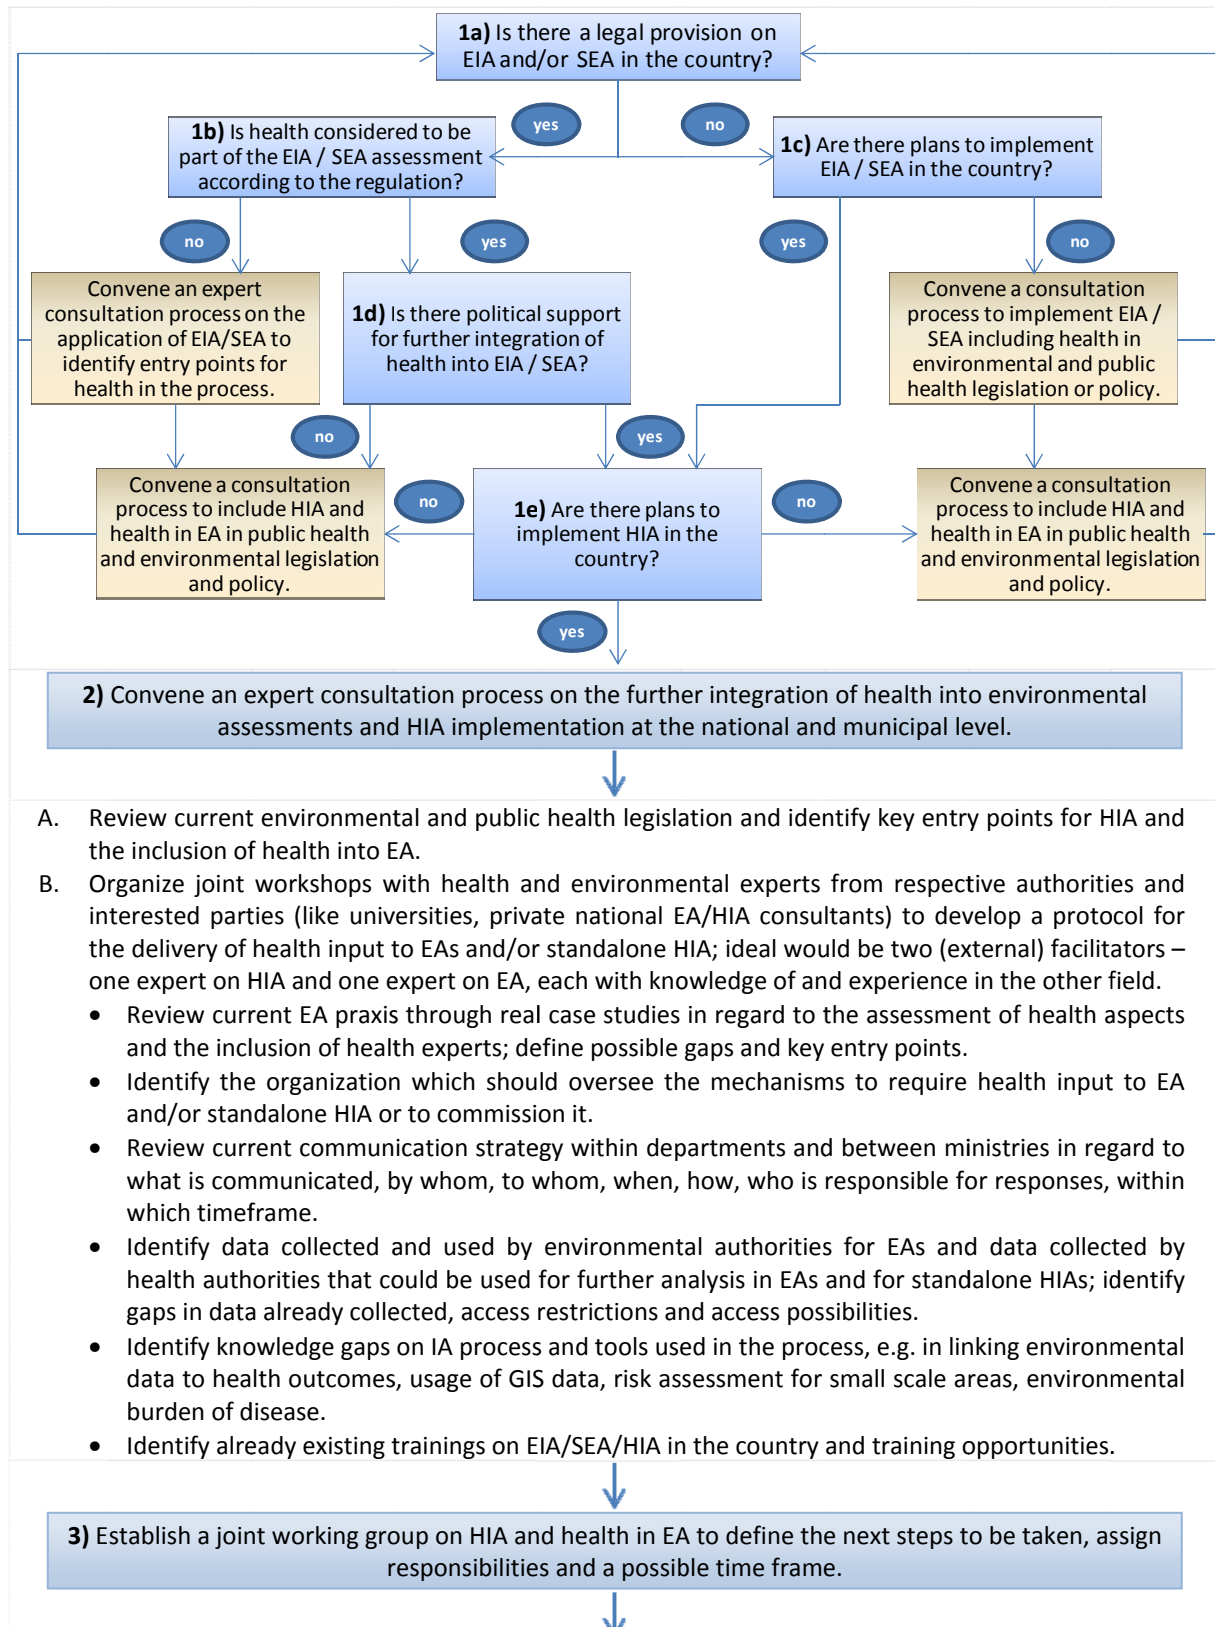 1a) Is there a legal provision on
EIA and/or SEA in the country?
yes
no
1b) Is health considered to be
part of the EIA / SEA assessment
according to the regulation?
1c) Are there plans to implement
EIA / SEA in the country?
no
yes
yes
no
Convene an expert
consultation process on the
application of EIA/SEA to
identify entry points for
health in the process.
1d) Is there political support
for further integration of
health into EIA / SEA?
Convene a consultation
process to implement EIA /
SEA including health in
environmental and public
health legislation or policy.
no
yes
Convene a consultation
process to include HIA and
health in EA in public health
and environmental legislation
and policy.
no
1e) Are there plans to
implement HIA in the
country?
no
Convene a consultation
process to include HIA and
health in EA in public health
and environmental legislation
and policy.
yes
2) Convene an expert consultation process on the further integration of health into environmental
assessments and HIA implementation at the national and municipal level.
A. Review current environmental and public health legislation and identify key entry points for HIA and
the inclusion of health into EA.
B. Organize joint workshops with health and environmental experts from respective authorities and
interested parties (like universities, private national EA/HIA consultants) to develop a protocol for
the delivery of health input to EAs and/or standalone HIA; ideal would be two (external) facilitators –
one expert on HIA and one expert on EA, each with knowledge of and experience in the other field.
• Review current EA praxis through real case studies in regard to the assessment of health aspects
and the inclusion of health experts; define possible gaps and key entry points.
• Identify the organization which should oversee the mechanisms to require health input to EA
and/or standalone HIA or to commission it.
• Review current communication strategy within departments and between ministries in regard to
what is communicated, by whom, to whom, when, how, who is responsible for responses, within
which timeframe.
• Identify data collected and used by environmental authorities for EAs and data collected by
health authorities that could be used for further analysis in EAs and for standalone HIAs; identify
gaps in data already collected, access restrictions and access possibilities.
• Identify knowledge gaps on IA process and tools used in the process, e.g. in linking environmental
data to health outcomes, usage of GIS data, risk assessment for small scale areas, environmental
burden of disease.
• Identify already existing trainings on EIA/SEA/HIA in the country and training opportunities.
3) Establish a joint working group on HIA and health in EA to define the next steps to be taken, assign
responsibilities and a possible time frame.